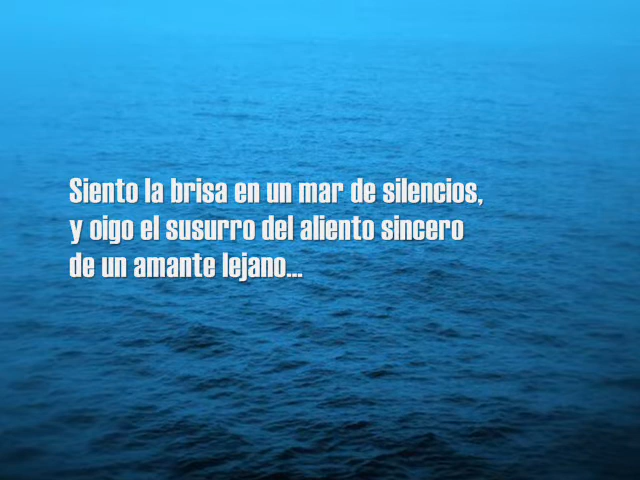 Siento la brisa en un mar de silencios,
y oigo el susurro del aliento sincero
de un amante lejano...